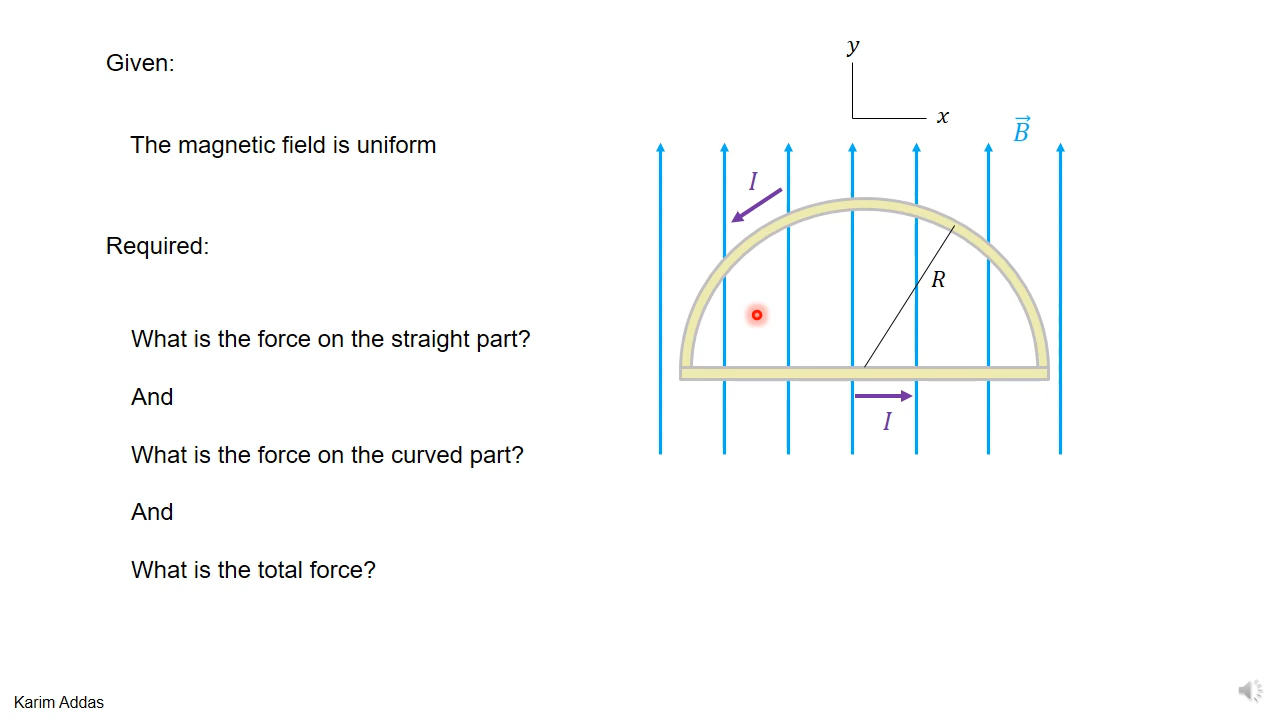 Given:
The magnetic field is uniform
Required:
What is the force on the straight part?
And
What is the force on the curved part?
And
What is the total force?
y
x
B⃗
I
R
I
Karim Addas